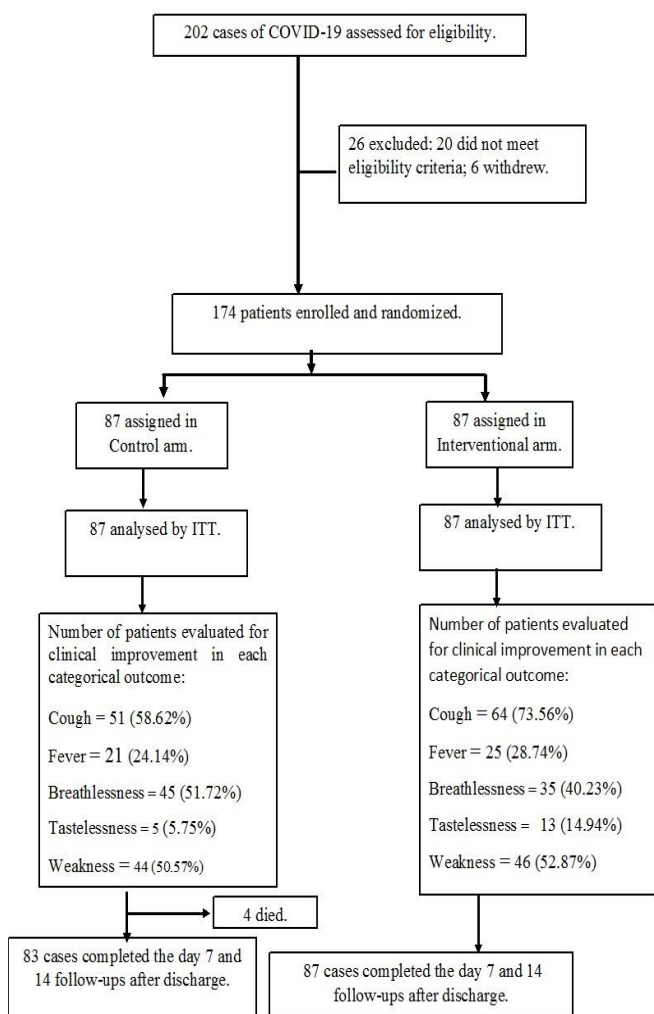 202 cases of COVID-19 assessed for eligibility.
26 excluded: 20 did not meet
eligibility criteria; 6 withdrew.
174 patients enrolled and randomized.
87 assigned in
Control arm.
87 assigned in
Interventional arm.
87 analysed by ITT.
87 analysed by ITT.
Number of patients evaluated for
clinical improvement in each
categorical outcome:
Cough = 51 (58.62%)
Fever = 21 (24.14%)
Breathlessness = 45 (51.72%)
Tastelessness = 5 (5.75%)
Weakness = 44 (50.57%)
Number of patients evaluated
for clinical improvement in each
categorical outcome:
Cough = 64 (73.56%)
Fever = 25 (28.74%)
Breathlessness = 35 (40.23%)
Tastelessness = 13 (14.94%)
Weakness = 46 (52.87%)
4 died.
83 cases completed the day 7 and
14 follow-ups after discharge.
87 cases completed the day 7 and 14
follow-ups after discharge.